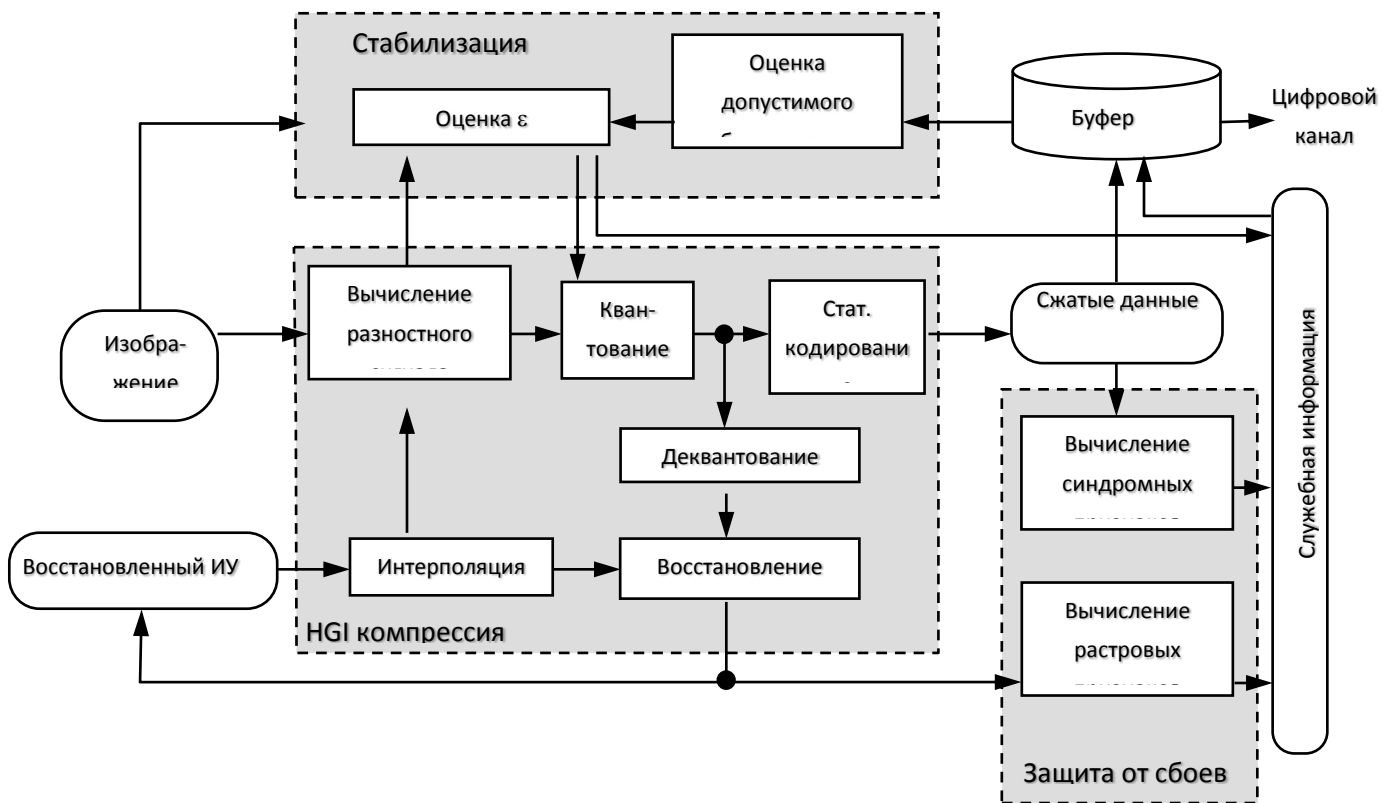 Стабилизация
Оценка
допустимого
Оценка ε
Буфер
Цифровой
канал
Вычисление
разностного
Кван-
тование
Стат.
кодировани
Сжатые данные
Изобра-
жение
Служебная информация
Деквантование
Вычисление
синдромных
Восстановленный ИУ
Интерполяция
Восстановление
Вычисление
растровых
HGI компрессия
Защита от сбоев